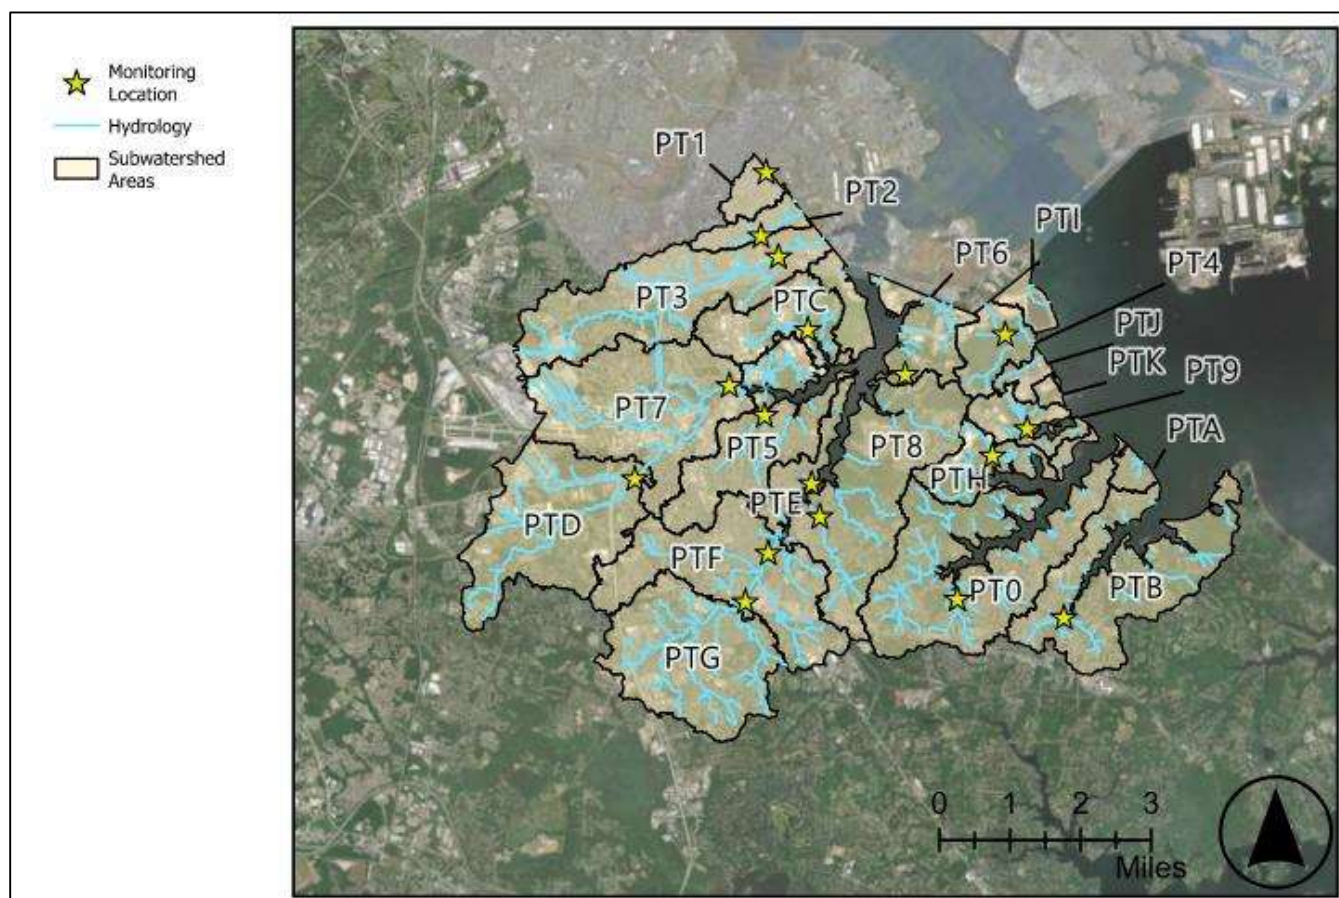 Monitoring
Location
Hydrology
Subwatershed
Areas
PT1
PT2
PTI
PT6
PT4
PT3
PTC
PTJ
PTK
PT9
PT7
PT5
PT8
PTA
PTH
PTE
PTD
PTF
PT0
PTB
PTG
0 1 2 3
Miles